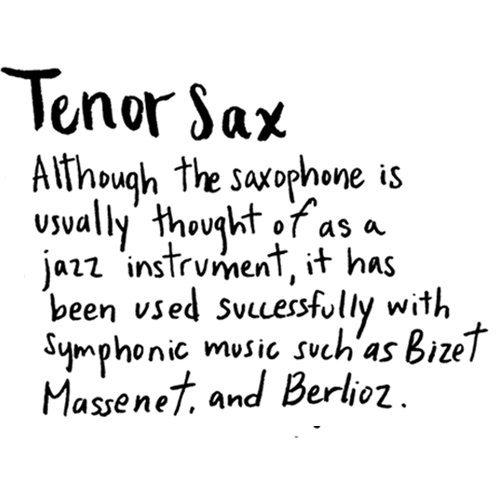 Tenor Sax
Although the saxophone is
usually thought of as a
jazz instrument, it has
been used successfully with
symphonic music such as Bizet
Massenet, and Berlioz.